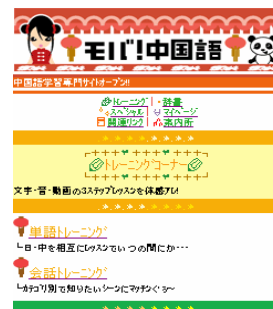 モバ!中国語
中国語学習専門サイトオープン!!
トレーニング・辞書
スペシャル マイページ
関連リンク 案内所
トレーニングコーナー
文字・音・動画の3ステップレッスンを体感アレ!
単語トレーニング
┗日・中を相互にレッスンでいつの間にか・・・
会話トレーニング
┗カテゴリ別で知りたいシーンにマッチング